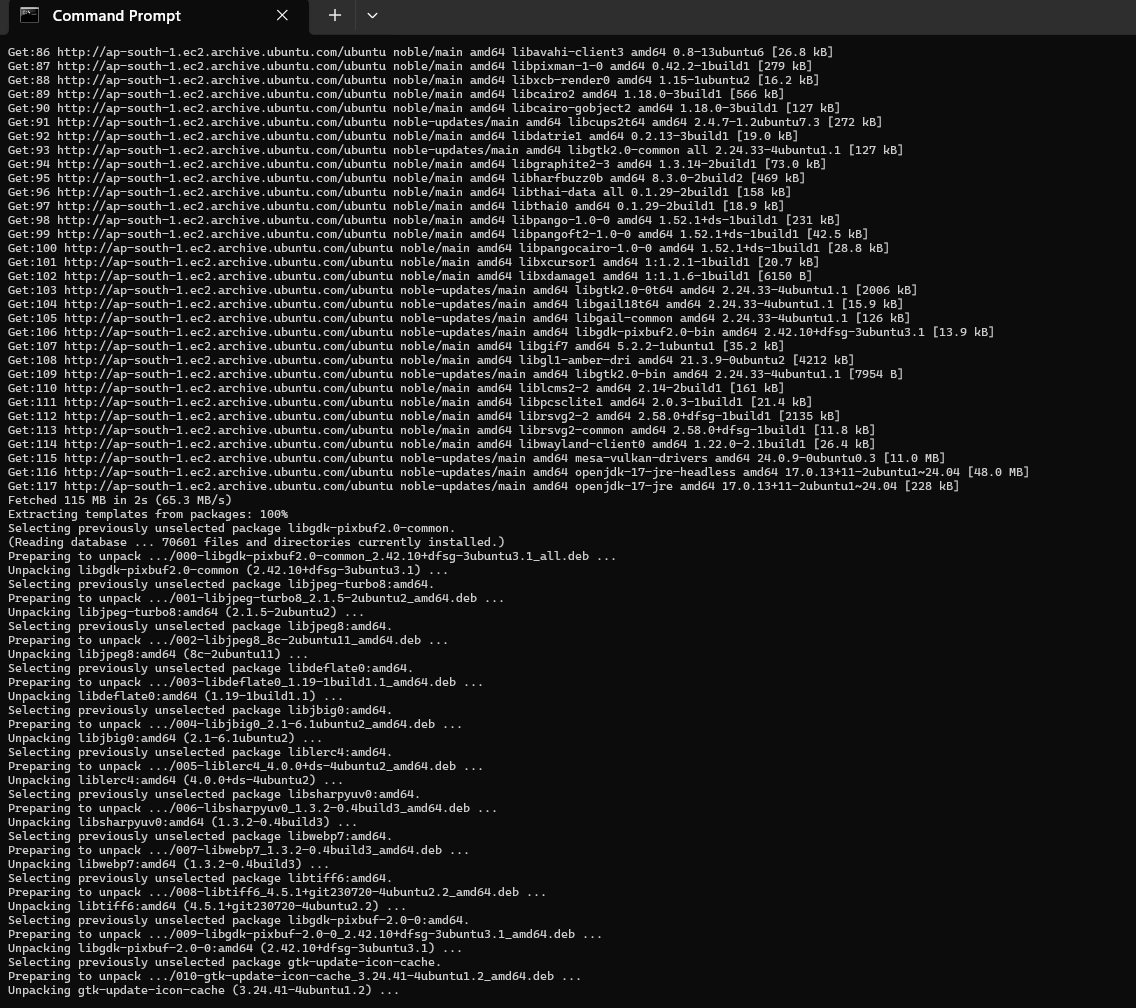 Command Prompt
Get:86 http://ap-south-1.ec2.archive.ubuntu.com/ubuntu noble/main amd64 libavahi-client3 amd64 0.8-13ubuntu6 [26.8 kB]
Get:87 http://ap-south-1.ec2.archive.ubuntu.com/ubuntu noble/main amd64 libpixman-1-0 amd64 0.42.2-1build1 [279 kB]
Get:88 http://ap-south-1.ec2.archive.ubuntu.com/ubuntu noble/main amd64 libxcb-render0 amd64 1.15-1ubuntu2 [16.2 kB]
Get:89 http://ap-south-1.ec2.archive.ubuntu.com/ubuntu noble/main amd64 libcairo2 amd64 1.18.0-3build1 [566 kB]
Get:90 http://ap-south-1.ec2.archive.ubuntu.com/ubuntu noble/main amd64 libcairo-gobject2 amd64 1.18.0-3build1 [127 kB]
Get:91 http://ap-south-1.ec2.archive.ubuntu.com/ubuntu noble-updates/main amd64 libcups2t64 amd64 2.4.7-1.2ubuntu7.3 [272 kB]
Get:92 http://ap-south-1.ec2.archive.ubuntu.com/ubuntu noble/main amd64 libdatrie1 amd64 0.2.13-3build1 [19.0 kB]
Get:93 http://ap-south-1.ec2.archive.ubuntu.com/ubuntu noble-updates/main amd64 libgtk2.0-common all 2.24.33-4ubuntu1.1 [127 kB]
Get:94 http://ap-south-1.ec2.archive.ubuntu.com/ubuntu noble/main amd64 libgraphite2-3 amd64 1.3.14-2build1 [73.0 kB]
Get:95 http://ap-south-1.ec2.archive.ubuntu.com/ubuntu noble/main amd64 libharfbuzz0b amd64 8.3.0-2build2 [469 kB]
Get:96 http://ap-south-1.ec2.archive.ubuntu.com/ubuntu noble/main amd64 libthai-data all 0.1.29-2build1 [158 kB]
Get:97 http://ap-south-1.ec2.archive.ubuntu.com/ubuntu noble/main amd64 libthai0 amd64 0.1.29-2build1 [18.9 kB]
Get:98 http://ap-south-1.ec2.archive.ubuntu.com/ubuntu noble/main amd64 libpango-1.0-0 amd64 1.52.1+ds-1build1 [231 kB]
Get:99 http://ap-south-1.ec2.archive.ubuntu.com/ubuntu noble/main amd64 libpangoft2-1.0-0 amd64 1.52.1+ds-1build1 [42.5 kB]
Get:100 http://ap-south-1.ec2.archive.ubuntu.com/ubuntu noble/main amd64 libpangocairo-1.0-0 amd64 1.52.1+ds-1build1 [28.8 kB]
Get:101 http://ap-south-1.ec2.archive.ubuntu.com/ubuntu noble/main amd64 libxcursor1 amd64 1:1.2.1-1build1 [20.7 kB]
Get:102 http://ap-south-1.ec2.archive.ubuntu.com/ubuntu noble/main amd64 libxdamage1 amd64 1:1.1.6-1build1 [6150 B]
Get:103 http://ap-south-1.ec2.archive.ubuntu.com/ubuntu noble-updates/main amd64 libgtk2.0-0t64 amd64 2.24.33-4ubuntu1.1 [2006 kB]
Get:104 http://ap-south-1.ec2.archive.ubuntu.com/ubuntu noble-updates/main amd64 libgail18t64 amd64 2.24.33-4ubuntu1.1 [15.9 kB]
Get:105 http://ap-south-1.ec2.archive.ubuntu.com/ubuntu noble-updates/main amd64 libgail-common amd64 2.24.33-4ubuntu1.1 [126 kB]
Get:106 http://ap-south-1.ec2.archive.ubuntu.com/ubuntu noble-updates/main amd64 libgdk-pixbuf2.0-bin amd64 2.42.10+dfsg-3ubuntu3.1 [13.9 kB]
Get:107 http://ap-south-1.ec2.archive.ubuntu.com/ubuntu noble/main amd64 libgif7 amd64 5.2.2-1ubuntu1 [35.2 kB]
Get:108 http://ap-south-1.ec2.archive.ubuntu.com/ubuntu noble/main amd64 libgl1-amber-dri amd64 21.3.9-0ubuntu2 [4212 kB]
Get:109 http://ap-south-1.ec2.archive.ubuntu.com/ubuntu noble-updates/main amd64 libgtk2.0-bin amd64 2.24.33-4ubuntu1.1 [7954 B]
Get:110 http://ap-south-1.ec2.archive.ubuntu.com/ubuntu noble/main amd64 liblcms2-2 amd64 2.14-2build1 [161 kB]
Get:111 http://ap-south-1.ec2.archive.ubuntu.com/ubuntu noble/main amd64 libpcsclite1 amd64 2.0.3-1build1 [21.4 kB]
Get:112 http://ap-south-1.ec2.archive.ubuntu.com/ubuntu noble/main amd64 librsvg2-2 amd64 2.58.0+dfsg-1build1 [2135 kB]
Get:113 http://ap-south-1.ec2.archive.ubuntu.com/ubuntu noble/main amd64 librsvg2-common amd64 2.58.0+dfsg-1build1 [11.8 kB]
Get:114 http://ap-south-1.ec2.archive.ubuntu.com/ubuntu noble/main amd64 libwayland-client0 amd64 1.22.0-2.1build1 [26.4 kB]
Get:115 http://ap-south-1.ec2.archive.ubuntu.com/ubuntu noble-updates/main amd64 mesa-vulkan-drivers amd64 24.0.9-0ubuntu0.3 [11.0 MB]
Get:116 http://ap-south-1.ec2.archive.ubuntu.com/ubuntu noble-updates/main amd64 openjdk-17-jre-headless amd64 17.0.13+11-2ubuntu1~24.04 [48.0 MB]
Get:117 http://ap-south-1.ec2.archive.ubuntu.com/ubuntu noble-updates/main amd64 openjdk-17-jre amd64 17.0.13+11-2ubuntu1~24.04 [228 kB]
Fetched 115 MB in 2s (65.3 MB/s)
Extracting templates from packages: 100%
Selecting previously unselected package libgdk-pixbuf2.0-common.
(Reading database ... 70601 files and directories currently installed.)
Preparing to unpack .../000-libgdk-pixbuf2.0-common_2.42.10+dfsg-3ubuntu3.1_all.deb ...
Unpacking libgdk-pixbuf2.0-common (2.42.10+dfsg-3ubuntu3.1) ...
Selecting previously unselected package libjpeg-turbo8:amd64.
Preparing to unpack .../001-libjpeg-turbo8_2.1.5-2ubuntu2_amd64.deb ...
Unpacking libjpeg-turbo8:amd64 (2.1.5-2ubuntu2) ...
Selecting previously unselected package libjpeg8:amd64.
Preparing to unpack .../002-libjpeg8_8c-2ubuntu11_amd64.deb ...
Unpacking libjpeg8:amd64 (8c-2ubuntu11) ...
Selecting previously unselected package libdeflate0:amd64.
Preparing to unpack .../003-libdeflate0_1.19-1build1.1_amd64.deb ...
Unpacking libdeflate0:amd64 (1.19-1build1.1) ...
Selecting previously unselected package libjbig0:amd64.
Preparing to unpack .../004-libjbig0_2.1-6.1ubuntu2_amd64.deb ...
Unpacking libjbig0:amd64 (2.1-6.1ubuntu2) ...
Selecting previously unselected package liblerc4:amd64.
Preparing to unpack .../005-liblerc4_4.0.0+ds-4ubuntu2_amd64.deb ...
Unpacking liblerc4:amd64 (4.0.0+ds-4ubuntu2) ...
Selecting previously unselected package libsharpyuv0:amd64.
Preparing to unpack .../006-libsharpyuv0_1.3.2-0.4build3_amd64.deb ...
Unpacking libsharpyuv0:amd64 (1.3.2-0.4build3) ...
Selecting previously unselected package libwebp7:amd64.
Preparing to unpack .../007-libwebp7_1.3.2-0.4build3_amd64.deb ...
Unpacking libwebp7:amd64 (1.3.2-0.4build3) ...
Selecting previously unselected package libtiff6:amd64.
Preparing to unpack .../008-libtiff6_4.5.1+git230720-4ubuntu2.2_amd64.deb ...
Unpacking libtiff6:amd64 (4.5.1+git230720-4ubuntu2.2) ...
Selecting previously unselected package libgdk-pixbuf-2.0-0:amd64.
Preparing to unpack .../009-libgdk-pixbuf-2.0-0_2.42.10+dfsg-3ubuntu3.1_amd64.deb ...
Unpacking libgdk-pixbuf-2.0-0:amd64 (2.42.10+dfsg-3ubuntu3.1) ...
Selecting previously unselected package gtk-update-icon-cache.
Preparing to unpack .../010-gtk-update-icon-cache_3.24.41-4ubuntu1.2_amd64.deb ...
Unpacking gtk-update-icon-cache (3.24.41-4ubuntu1.2) ...